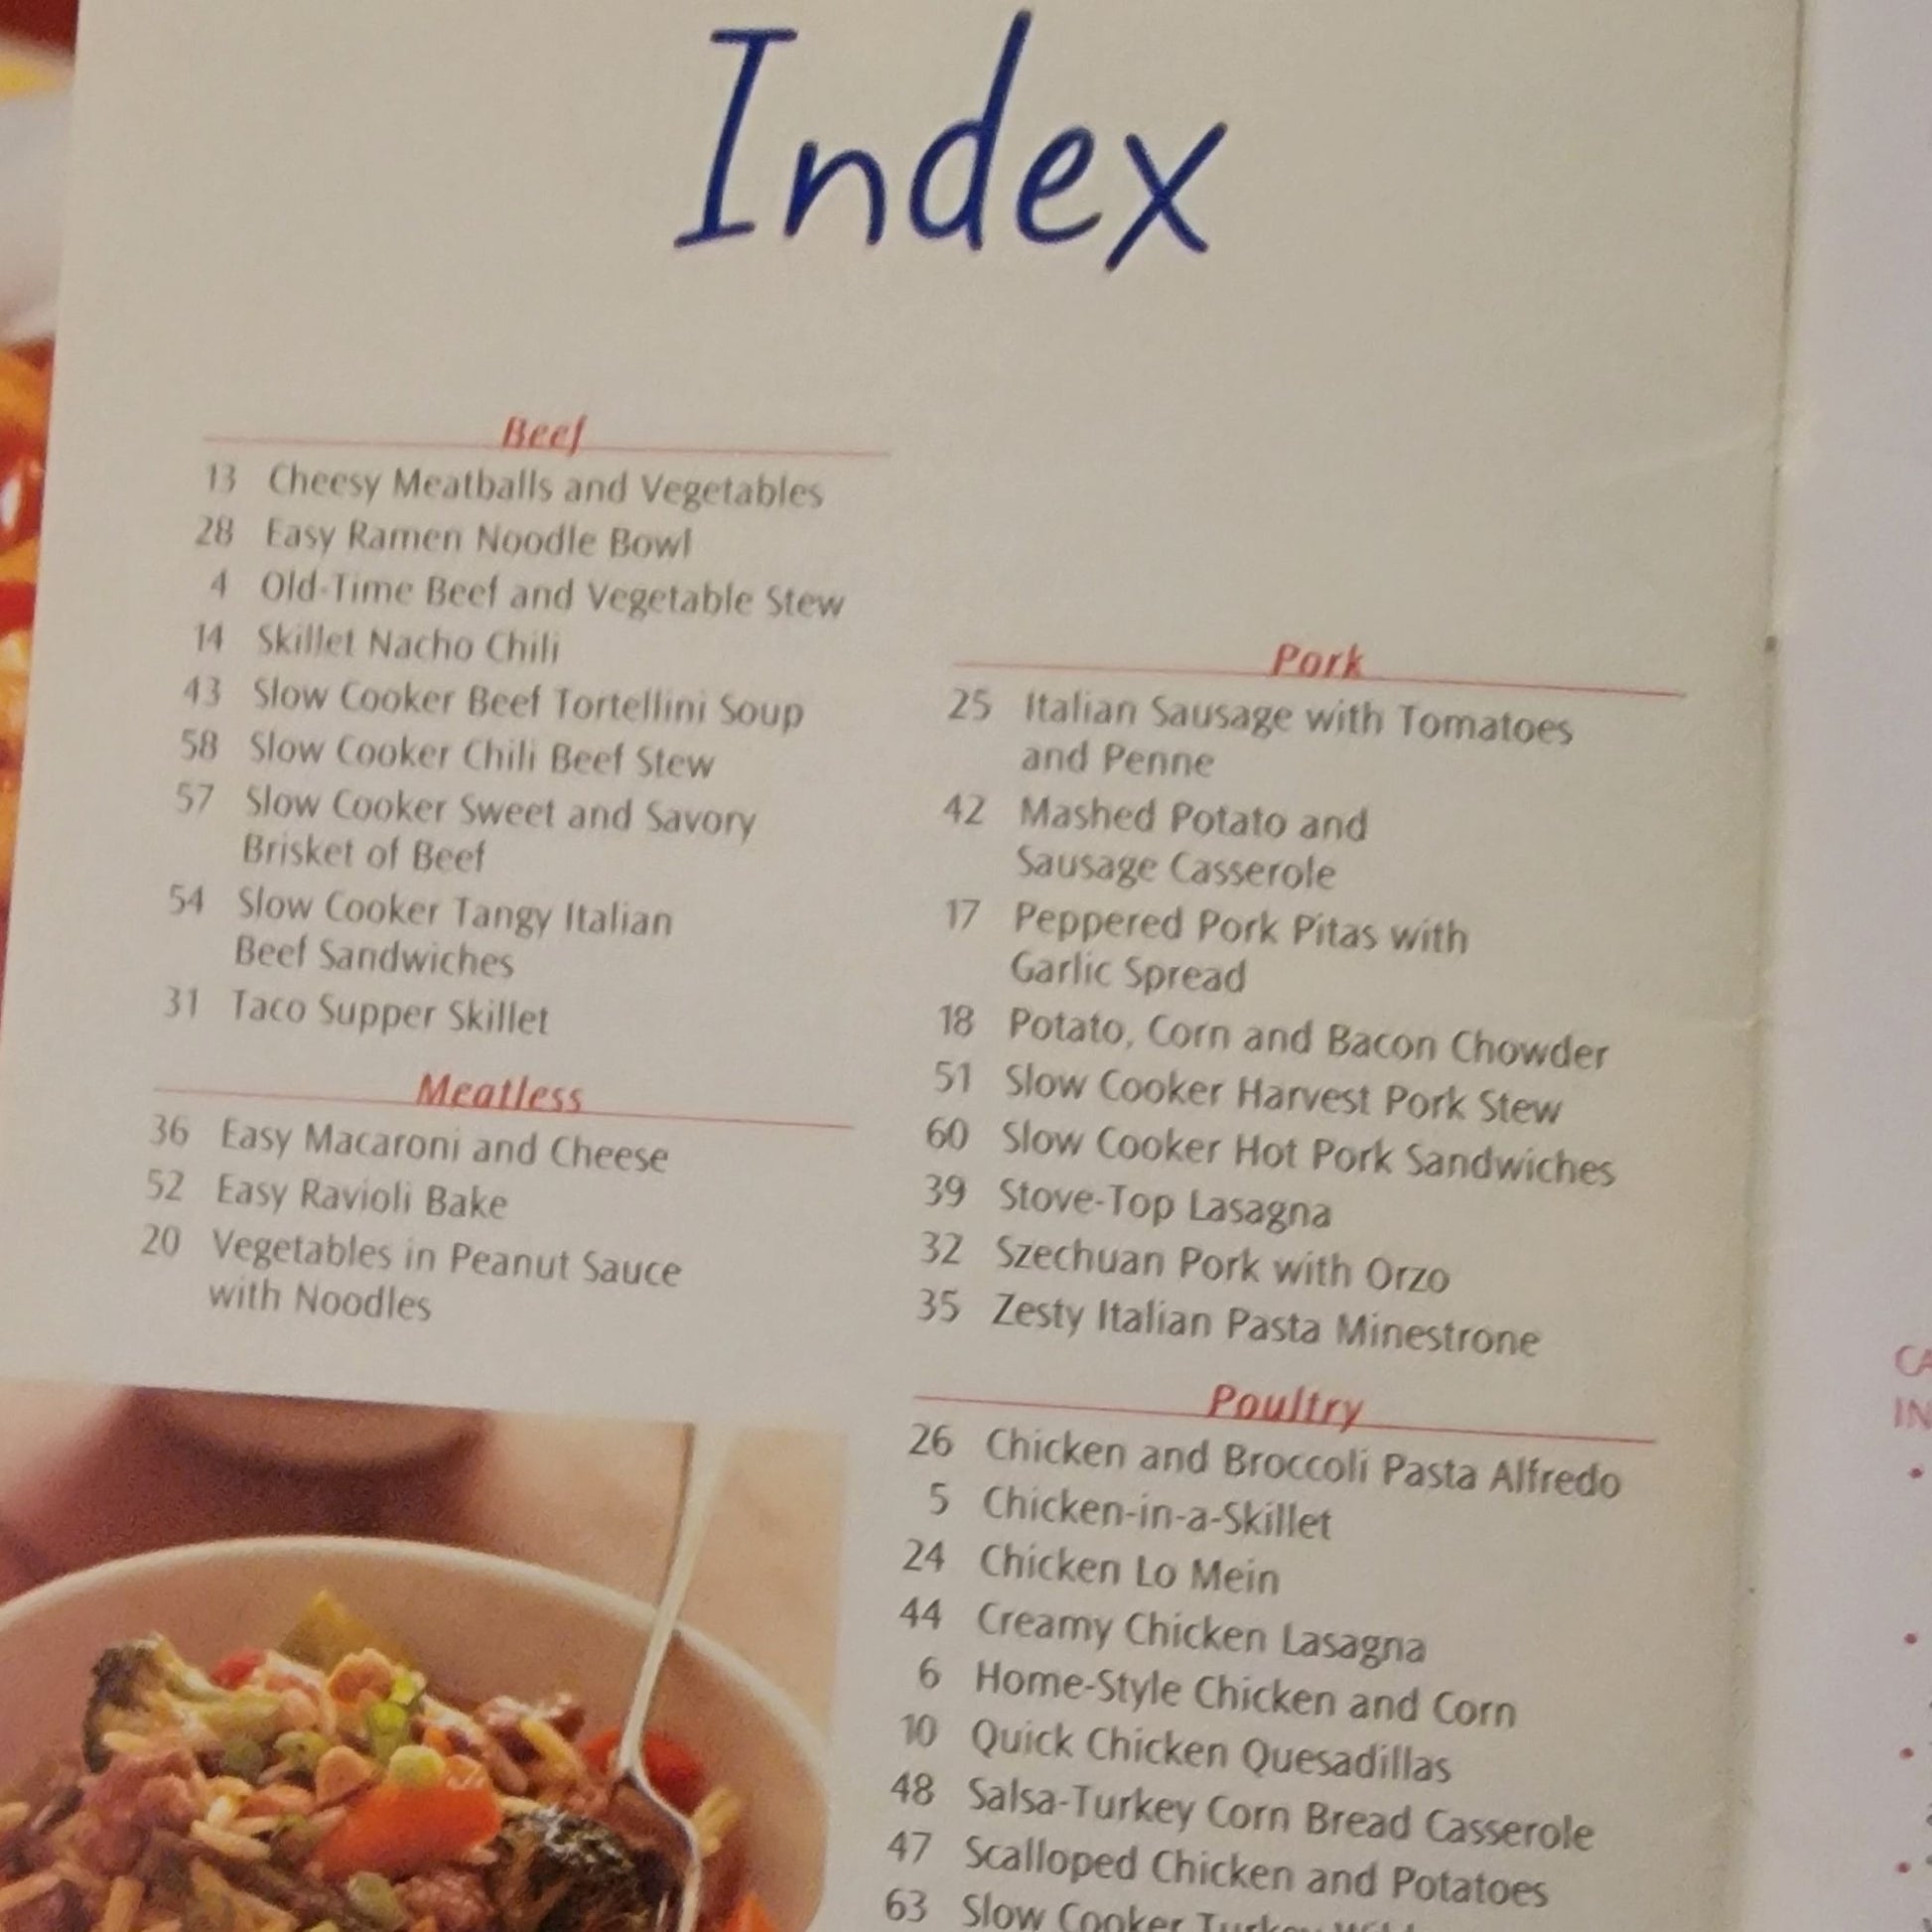 Index
Beef
13 Cheesy Meatballs and Vegetables
28 Easy Ramen Noodle Bowl
4 Old-Time Beef and Vegetable Stew
14 Skillet Nacho Chili
43 Slow Cooker Beef Tortellini Soup
58 Slow Cooker Chili Beef Stew
57 Slow Cooker Sweet and Savory
Brisket of Beef
54 Slow Cooker Tangy Italian
Beef Sandwiches
31 Taco Supper Skillet
Meatless
36 Easy Macaroni and Cheese
52 Easy Ravioli Bake
20 Vegetables in Peanut Sauce
with Noodles
Pork
25 Italian Sausage with Tomatoes
and Penne
42 Mashed Potato and
Sausage Casserole
17 Peppered Pork Pitas with
Garlic Spread
18 Potato, Corn and Bacon Chowder
51 Slow Cooker Harvest Pork Stew
60 Slow Cooker Hot Pork Sandwiches
39 Stove-Top Lasagna
32 Szechuan Pork with Orzo
35 Zesty Italian Pasta Minestrone
Poultry
26 Chicken and Broccoli Pasta Alfredo
5 Chicken-in-a-Skillet
24 Chicken Lo Mein
44 Creamy Chicken Lasagna
6 Home-Style Chicken and Corn
10 Quick Chicken Quesadillas
48 Salsa-Turkey Corn Bread Casserole
47 Scalloped Chicken and Potatoes
63 Slow Cooker Turkey
CA
IN